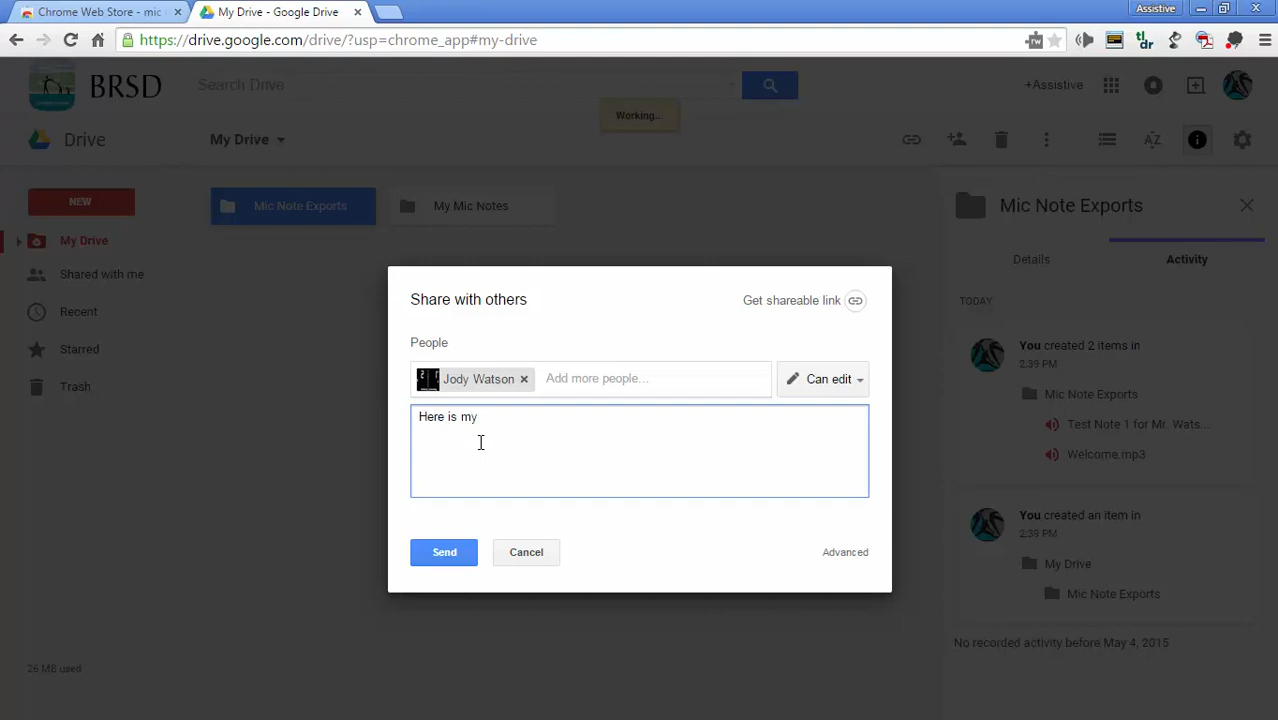 Chrome Web Store - mic
My Drive - Google Drive
Assistive
https://drive.google.com/drive/?usp=chrome_app#my-drive
BRSD
Search Drive
+Assistive
Working...
Drive
My Drive
NEW
Mic Note Exports
My Mic Notes
Mic Note Exports
My Drive
Shared with me
Recent
Starred
Trash
Details
Activity
Share with others
Get shareable link
People
Jody Watson
Add more people...
Can edit
Here is my
Send
Cancel
Advanced
TODAY
You created 2 items in
2:39 PM
Mic Note Exports
Test Note 1 for Mr. Wats...
Welcome.mp3
You created an item in
2:39 PM
My Drive
Mic Note Exports
No recorded activity before May 4, 2015
26 MB used